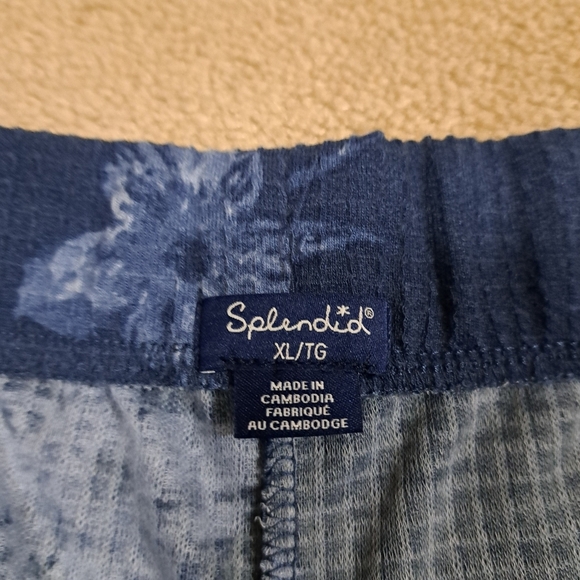 Splendid®
XL/TG
MADE IN
CAMBODIA
FABRIQUÉ
AU CAMBODGE